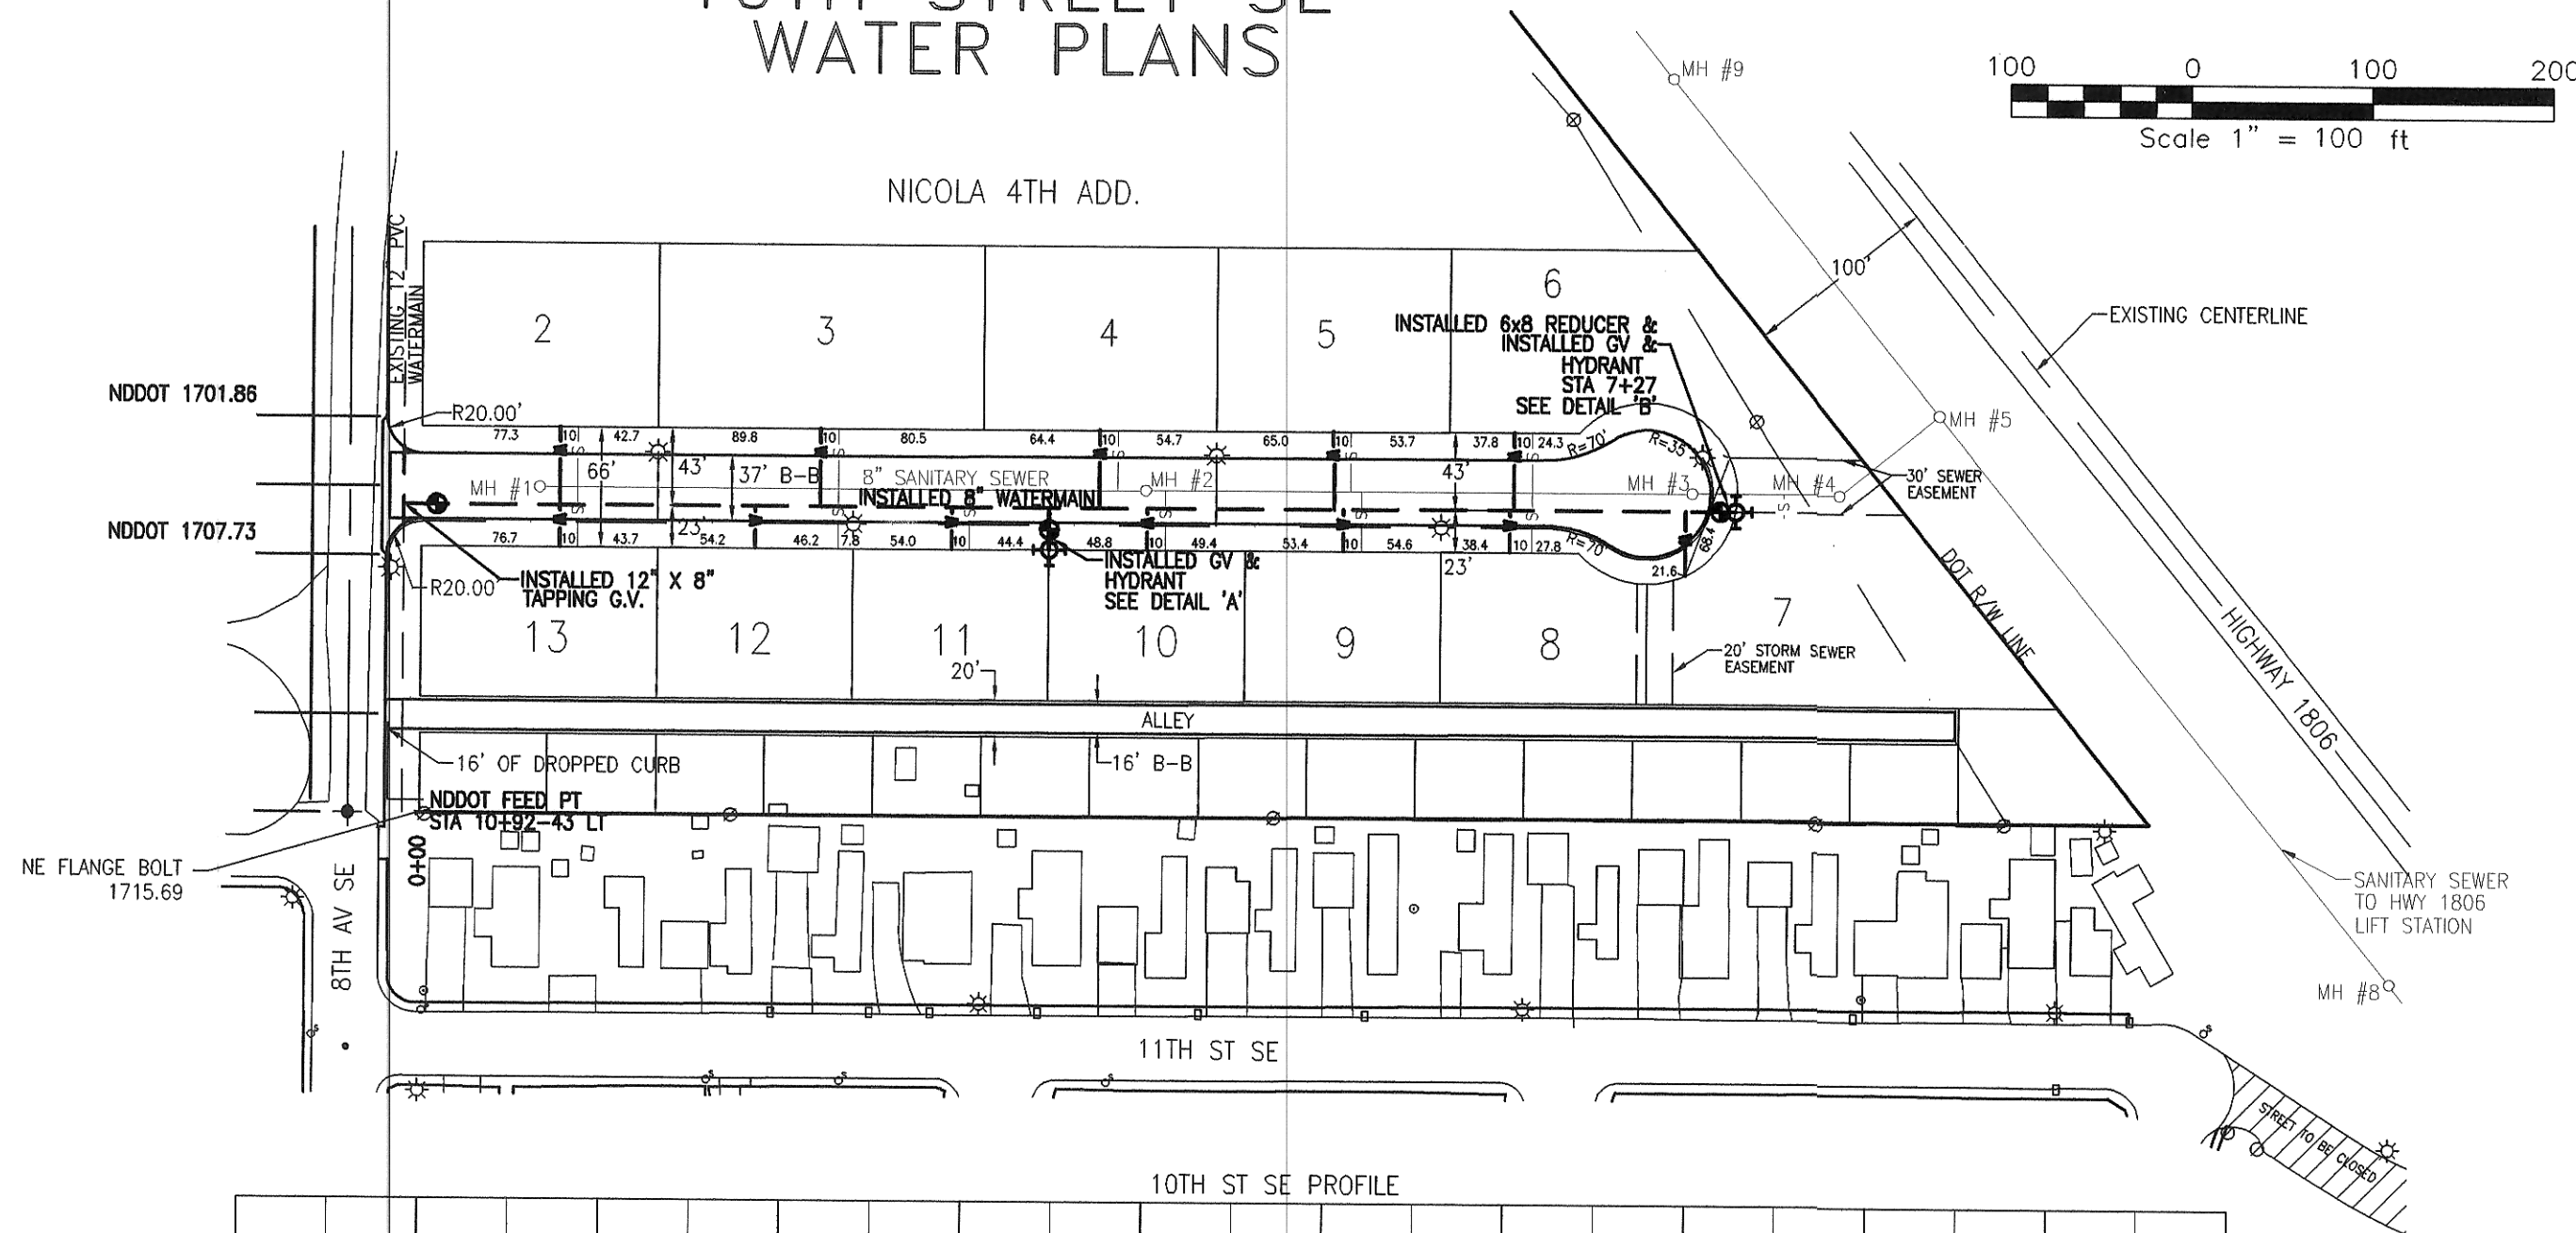 10TH STREET SE
WATER PLANS
100 0 100 200
Scale 1" = 100 ft
MH #9
NICOLA 4TH ADD.
EXISTING 12" PVC
WATERMAIN
100'
EXISTING CENTERLINE
2
3
4
5
6
INSTALLED 6x8 REDUCER &
INSTALLED GV &
HYDRANT
STA 7+27
SEE DETAIL 'B'
NDDOT 1701.86
R20.00'
MH #5
77.3 10 42.7 89.8 10 80.5 64.4 10 54.7 65.0 10 53.7 37.8 10 24.3
R=70'
R=35'
66'
43'
37' B-B
8" SANITARY SEWER
43'
MH #1
MH #2
MH #3
MH #4
30' SEWER
EASEMENT
INSTALLED 8" WATERMAIN
NDDOT 1707.73
23'
76.7 10 43.7 54.2 46.2 7.8 54.0 10 44.4 48.8 10 49.4 53.4 10 54.6 38.4 10 27.8
R=70'
68.4
21.6
23'
R20.00'
INSTALLED 12" X 8"
TAPPING G.V.
INSTALLED GV &
HYDRANT
SEE DETAIL 'A'
DOT R/W LINE
13
12
11
10
9
8
7
20'
20' STORM SEWER
EASEMENT
HIGHWAY 1806
ALLEY
16' OF DROPPED CURB
16' B-B
NDDOT FEED PT
STA 10+92-43 LT
NE FLANGE BOLT
1715.69
0+00
8TH AV SE
SANITARY SEWER
TO HWY 1806
LIFT STATION
MH #8
11TH ST SE
STREET TO BE CLOSED
10TH ST SE PROFILE